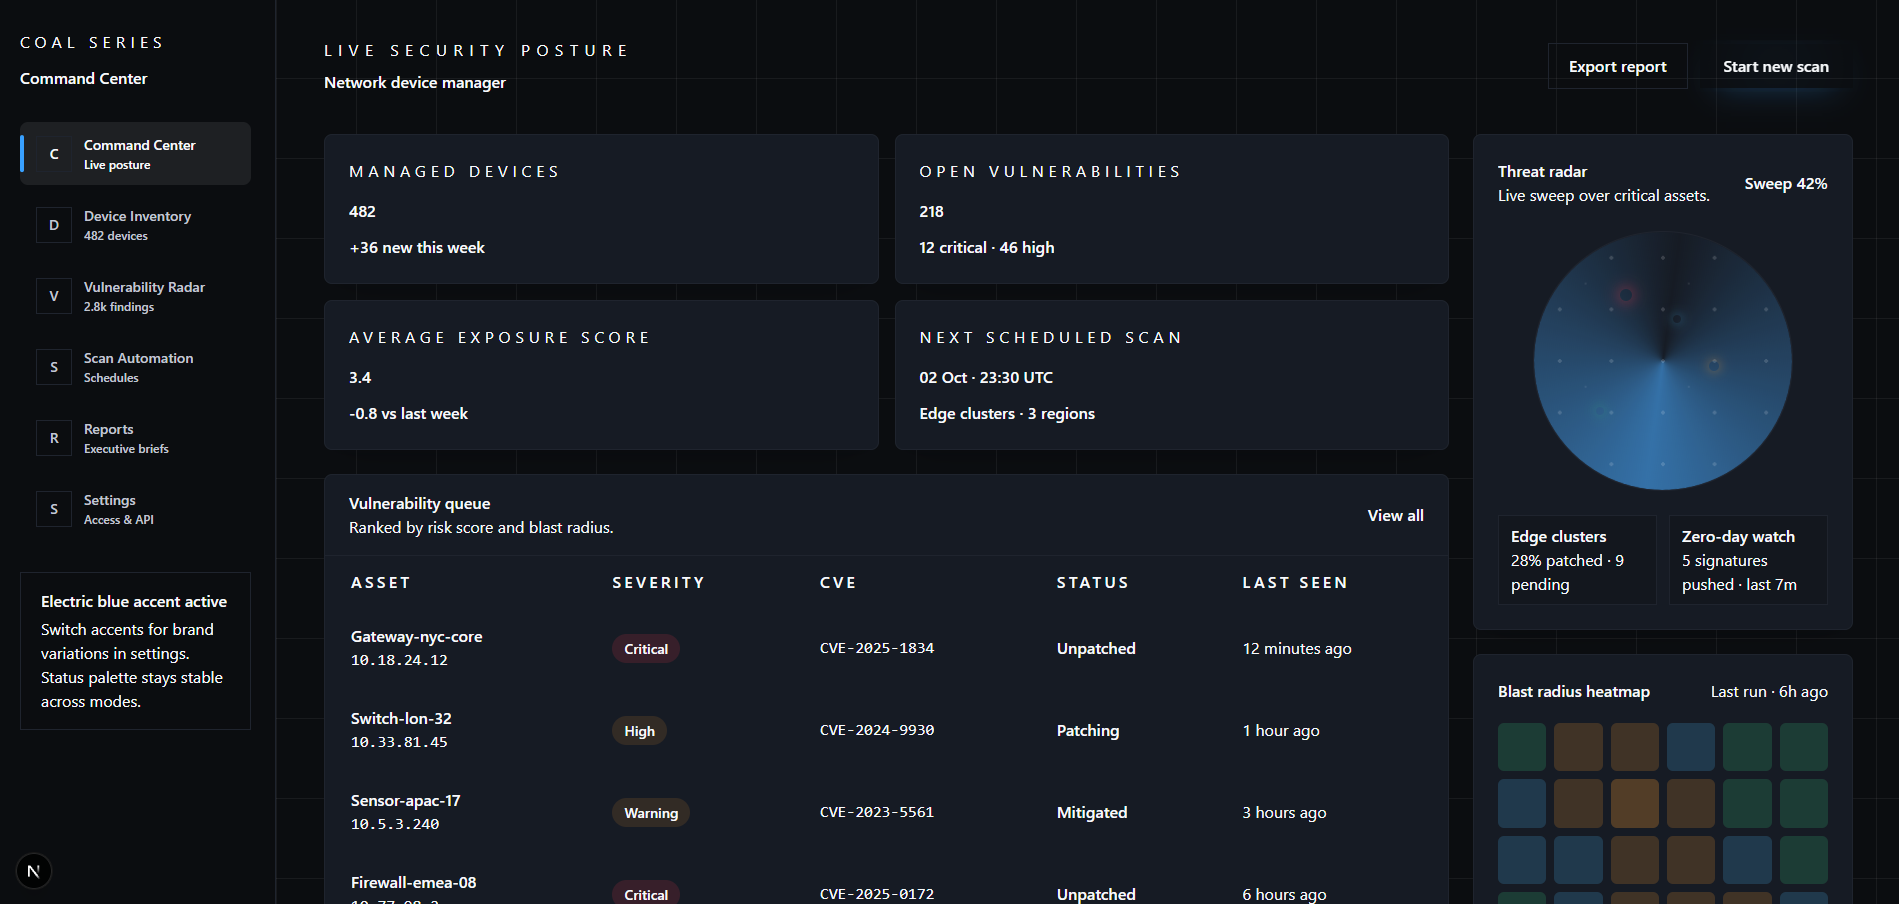 COAL SERIES
Command Center
C
Command Center
Live posture
D
Device Inventory
482 devices
V
Vulnerability Radar
2.8k findings
S
Scan Automation
Schedules
R
Reports
Executive briefs
S
Settings
Access & API
Electric blue accent active
Switch accents for brand
variations in settings.
Status palette stays stable
across modes.
N
LIVE SECURITY POSTURE
Network device manager
Export report
Start new scan
MANAGED DEVICES
482
+36 new this week
OPEN VULNERABILITIES
218
12 critical · 46 high
AVERAGE EXPOSURE SCORE
3.4
-0.8 vs last week
NEXT SCHEDULED SCAN
02 Oct · 23:30 UTC
Edge clusters · 3 regions
Vulnerability queue
Ranked by risk score and blast radius.
View all
ASSET SEVERITY CVE STATUS LAST SEEN
Gateway-nyc-core
10.18.24.12
Critical CVE-2025-1834 Unpatched 12 minutes ago
Switch-lon-32
10.33.81.45
High CVE-2024-9930 Patching 1 hour ago
Sensor-apac-17
10.5.3.240
Warning CVE-2023-5561 Mitigated 3 hours ago
Firewall-emea-08
Critical CVE-2025-0172 Unpatched 6 hours ago
Threat radar
Live sweep over critical assets.
Sweep 42%
Edge clusters
28% patched · 9
pending
Zero-day watch
5 signatures
pushed · last 7m
Blast radius heatmap
Last run · 6h ago